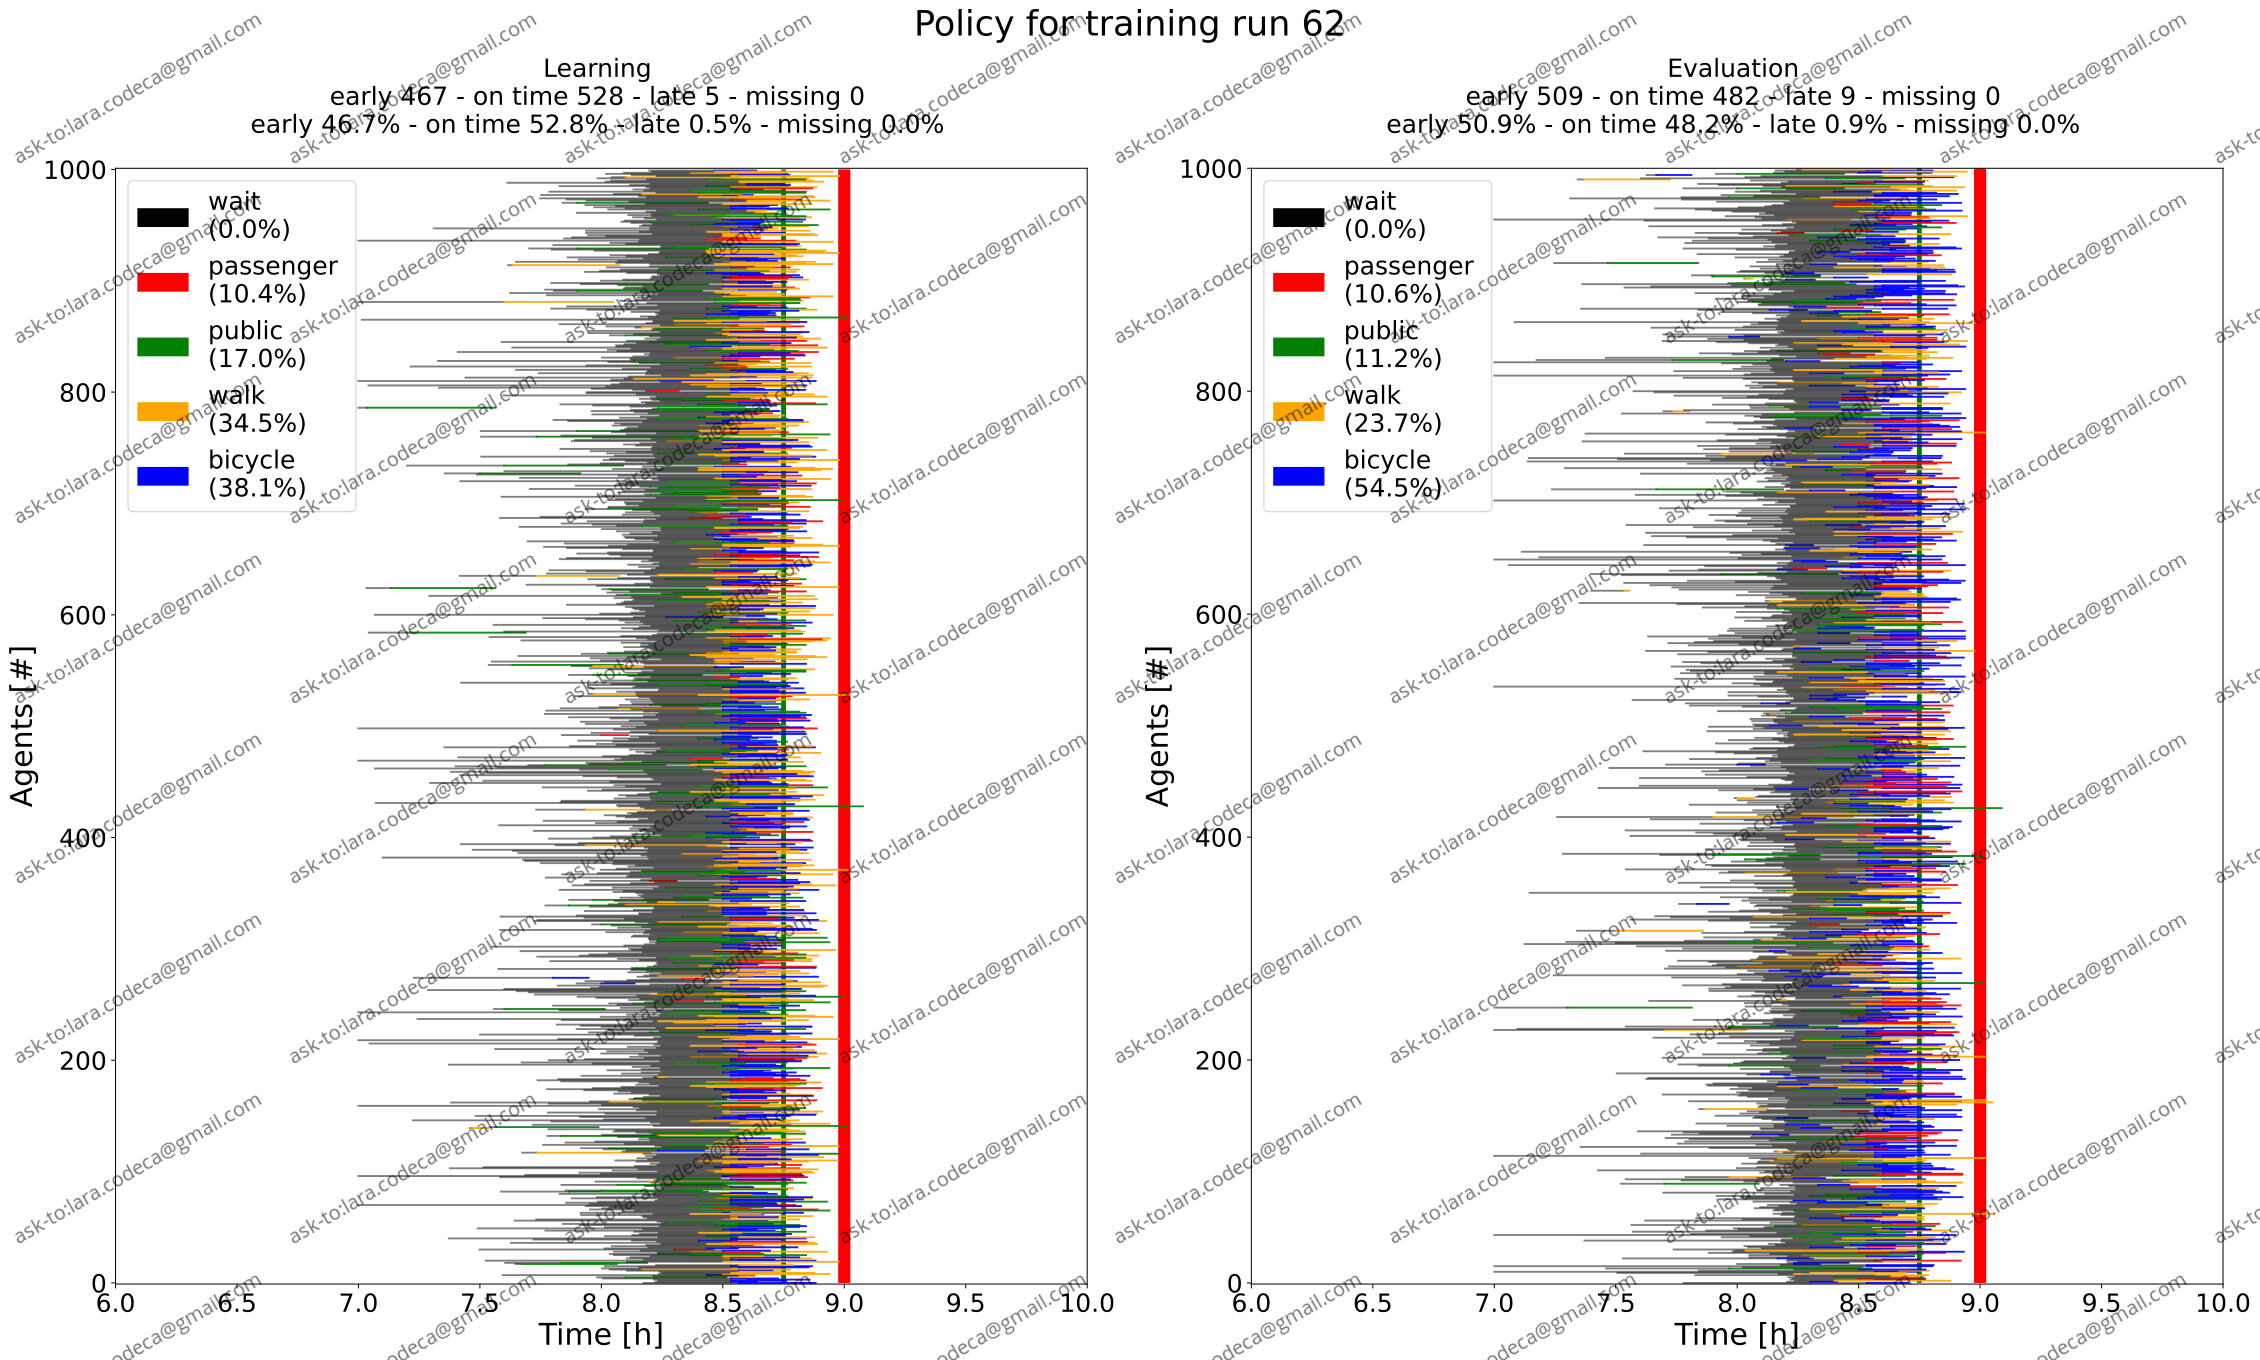 Policy for training run 62
Learning
early 467 - on time 528 - late 5 - missing 0
early 46.7% - on time 52.8% - late 0.5% - missing 0.0%
Evaluation
early 509 - on time 482 - late 9 - missing 0
early 50.9% - on time 48.2% - late 0.9% - missing 0.0%
1000
800
600
400
200
0
Agents [#]
wait
(0.0%)
passenger
(10.4%)
public
(17.0%)
walk
(34.5%)
bicycle
(38.1%)
6.0 6.5 7.0 7.5 8.0 8.5 9.0 9.5 10.0
Time [h]
1000
800
600
400
200
0
Agents [#]
wait
(0.0%)
passenger
(10.6%)
public
(11.2%)
walk
(23.7%)
bicycle
(54.5%)
6.0 6.5 7.0 7.5 8.0 8.5 9.0 9.5 10.0
Time [h]
ask-to:lara.codeca@gmail.com